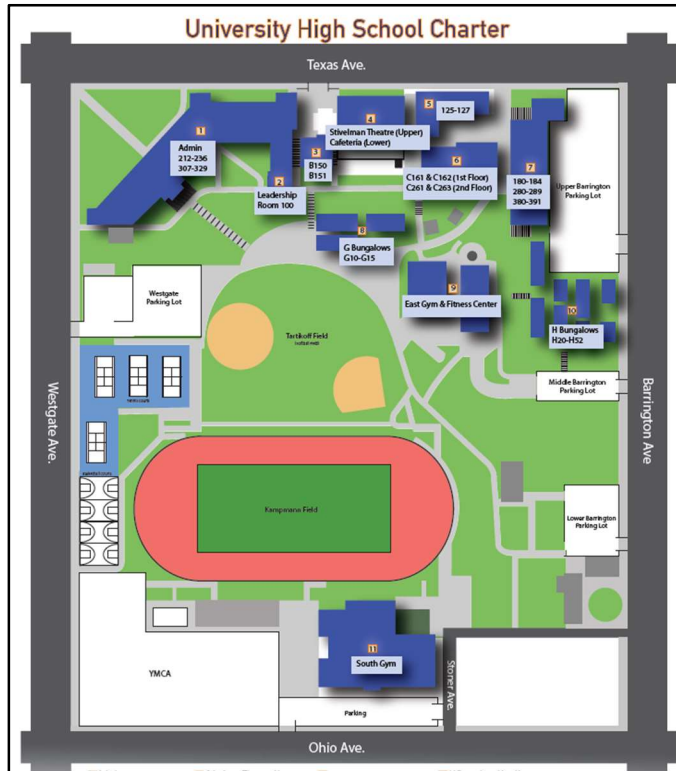 University High School Charter
Texas Ave.
1
Admin
212-236
307-329
2
Leadership
Room 100
3
B150
B151
4
Stivelman Theatre (Upper)
Cafeteria (Lower)
5
125-127
6
C161 & C162 (1st Floor)
C261 & C263 (2nd Floor)
7
180-184
280-289
380-391
Upper Barrington
Parking Lot
8
G Bungalows
G10-G15
9
East Gym & Fitness Center
10
H Bungalows
H20-H52
Westgate
Parking Lot
Tartikoff Field
Middle Barrington
Parking Lot
Westgate Ave.
Barrington Ave
Lower Barrington
Parking Lot
11
South Gym
YMCA
Stoner Ave.
Parking
Ohio Ave.